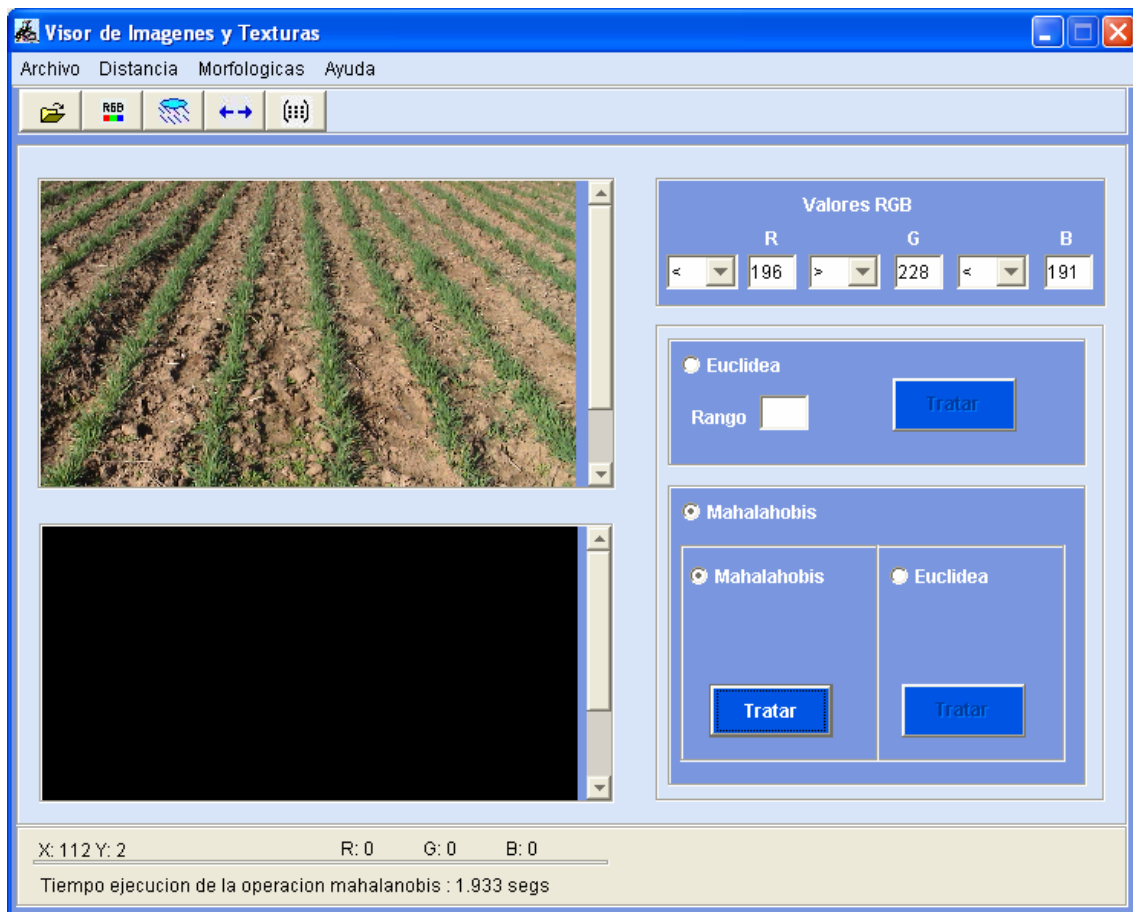 Visor de Imagenes y Texturas
Archivo Distancia Morfologicas Ayuda
RGB
Valores RGB
R G B
< 196 > 228 < 191
Euclidea
Rango
Tratar
Mahalahobis
Mahalahobis Euclidea
Tratar Tratar
X: 112 Y: 2 R: 0 G: 0 B: 0
Tiempo ejecucion de la operacion mahalanobis : 1.933 segs